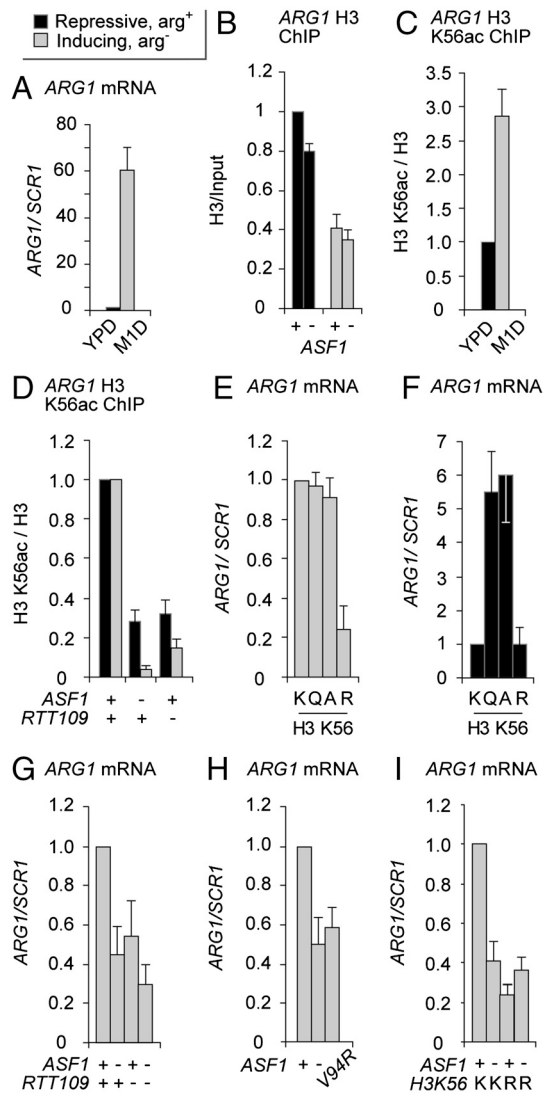 Repressive, arg+
Inducing, arg-
A ARG1 mRNA
ARG1/ SCR1
80
60
40
20
0
YPD
M1D
B ARG1 H3
ChIP
H3/Input
1.2
1
0.8
0.6
0.4
0.2
0
+ - + -
ASF1
C ARG1 H3
K56ac ChIP
H3 K56ac / H3
3.5
3.0
2.5
2.0
1.5
1.0
0.5
0.0
YPD
M1D
D ARG1 H3
K56ac ChIP
H3 K56ac / H3
1.2
1.0
0.8
0.6
0.4
0.2
0
ASF1 + - +
RTT109 + + -
E ARG1 mRNA
ARG1/ SCR1
1.2
1.0
0.8
0.6
0.4
0.2
0
K Q A R
H3 K56
F ARG1 mRNA
ARG1/ SCR1
7
6
5
4
3
2
1
0
K Q A R
H3 K56
G ARG1 mRNA
ARG1/SCR1
1.2
1.0
0.8
0.6
0.4
0.2
0
ASF1 + - + -
RTT109 + + - -
H ARG1 mRNA
ARG1/SCR1
1.2
1.0
0.8
0.6
0.4
0.2
0
ASF1 + - V94R
I ARG1 mRNA
ARG1/SCR1
1.2
1.0
0.8
0.6
0.4
0.2
0
ASF1 + - + -
H3K56 K K R R